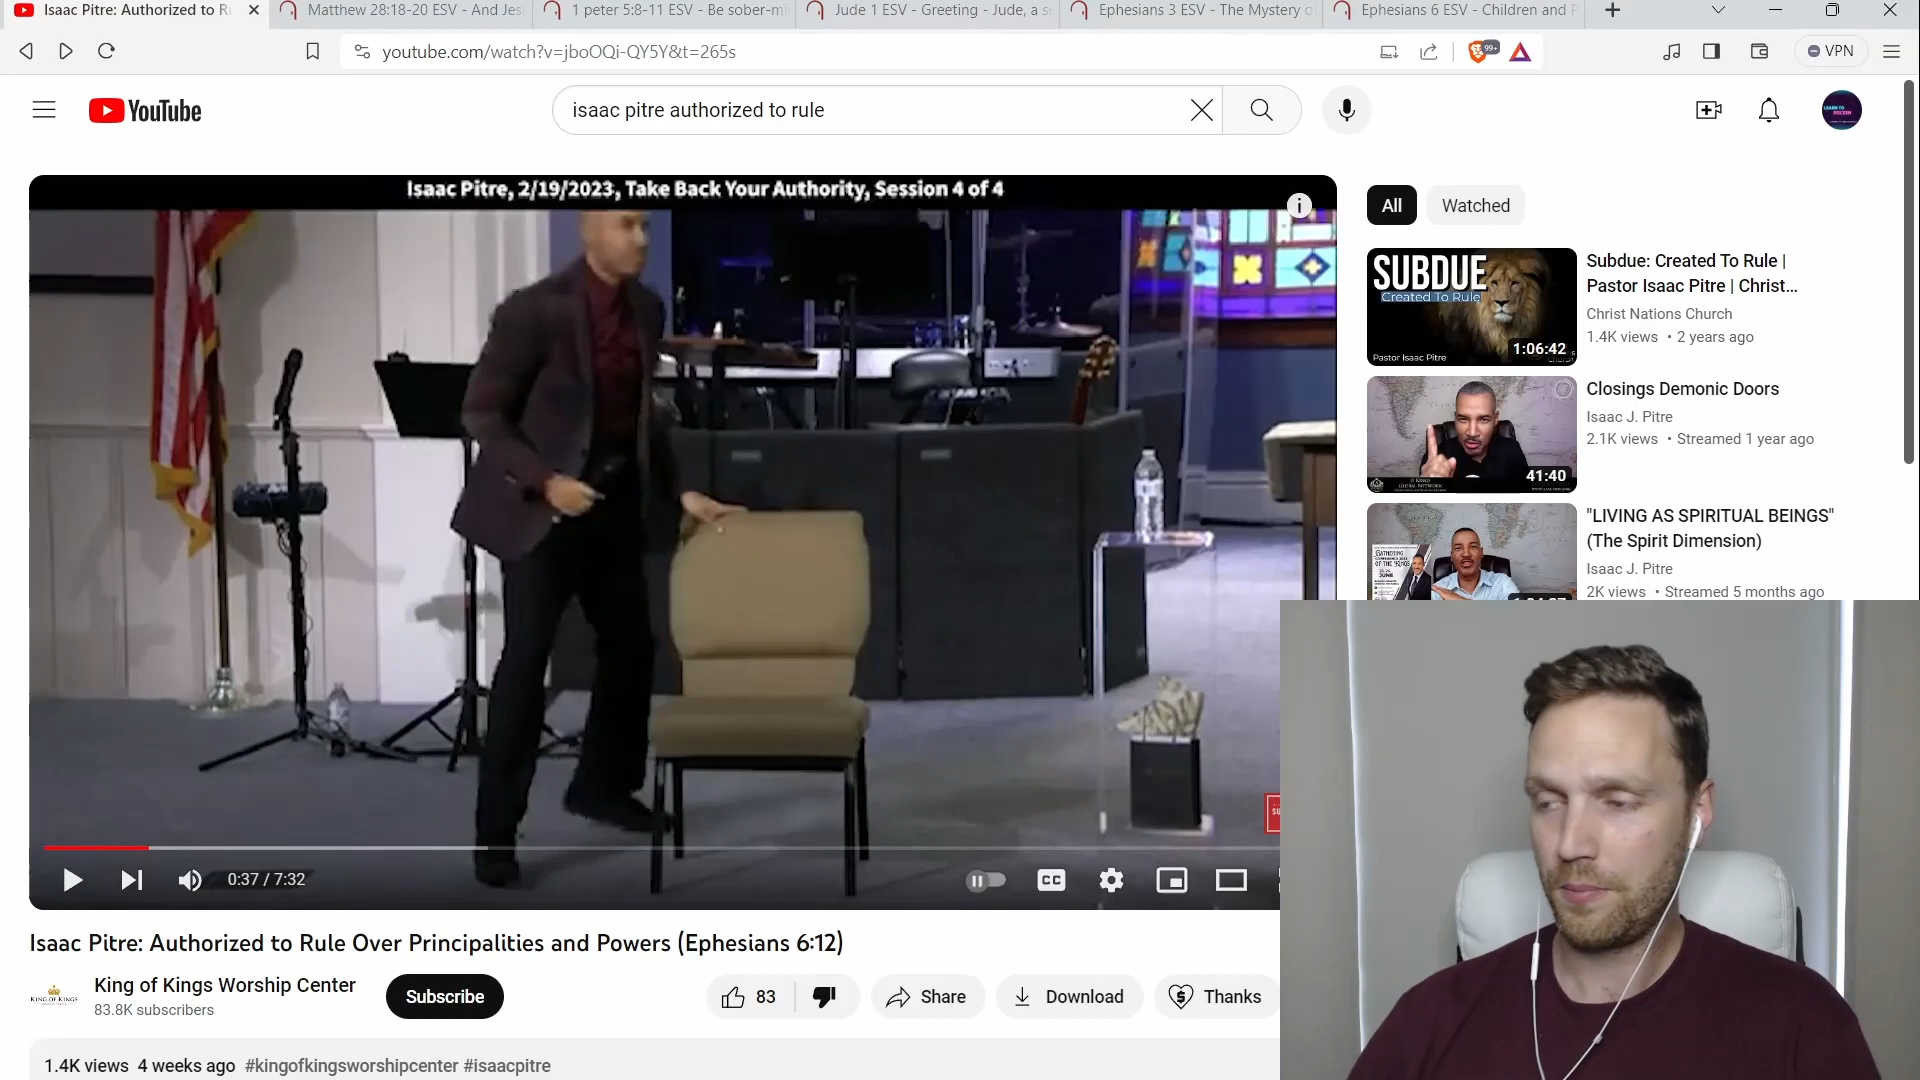 Isaac Pitre: Authorized to R
Matthew 28:18-20 ESV - And Jes
1 peter 5:8-11 ESV - Be sober-mi
Jude 1 ESV - Greeting - Jude, a s
Ephesians 3 ESV - The Mystery o
Ephesians 6 ESV - Children and P
youtube.com/watch?v=jboOQi-QY5Y&t=265s
99+
VPN
YouTube
isaac pitre authorized to rule
Isaac Pitre, 2/19/2023, Take Back Your Authority, Session 4 of 4
All
Watched
SUBDUE
Created To Rule
Pastor Isaac Pitre
1:06:42
Subdue: Created To Rule |
Pastor Isaac Pitre | Christ...
Christ Nations Church
1.4K views • 2 years ago
41:40
Closings Demonic Doors
Isaac J. Pitre
2.1K views • Streamed 1 year ago
"LIVING AS SPIRITUAL BEINGS"
(The Spirit Dimension)
Isaac J. Pitre
2K views • Streamed 5 months ago
0:37 / 7:32
CC
Isaac Pitre: Authorized to Rule Over Principalities and Powers (Ephesians 6:12)
KING OF KINGS
King of Kings Worship Center
83.8K subscribers
Subscribe
83
Share
Download
Thanks
1.4K views 4 weeks ago #kingofkingsworshipcenter #isaacpitre